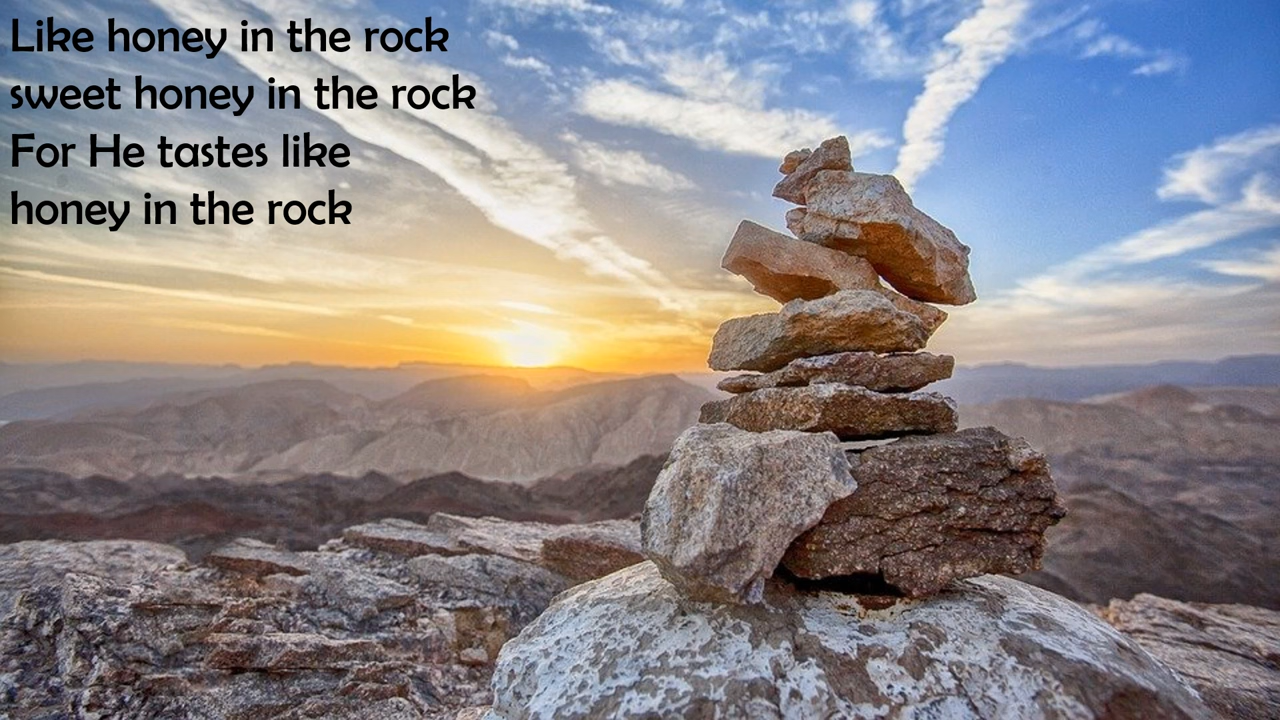 Like honey in the rock
sweet honey in the rock
For He tastes like
honey in the rock